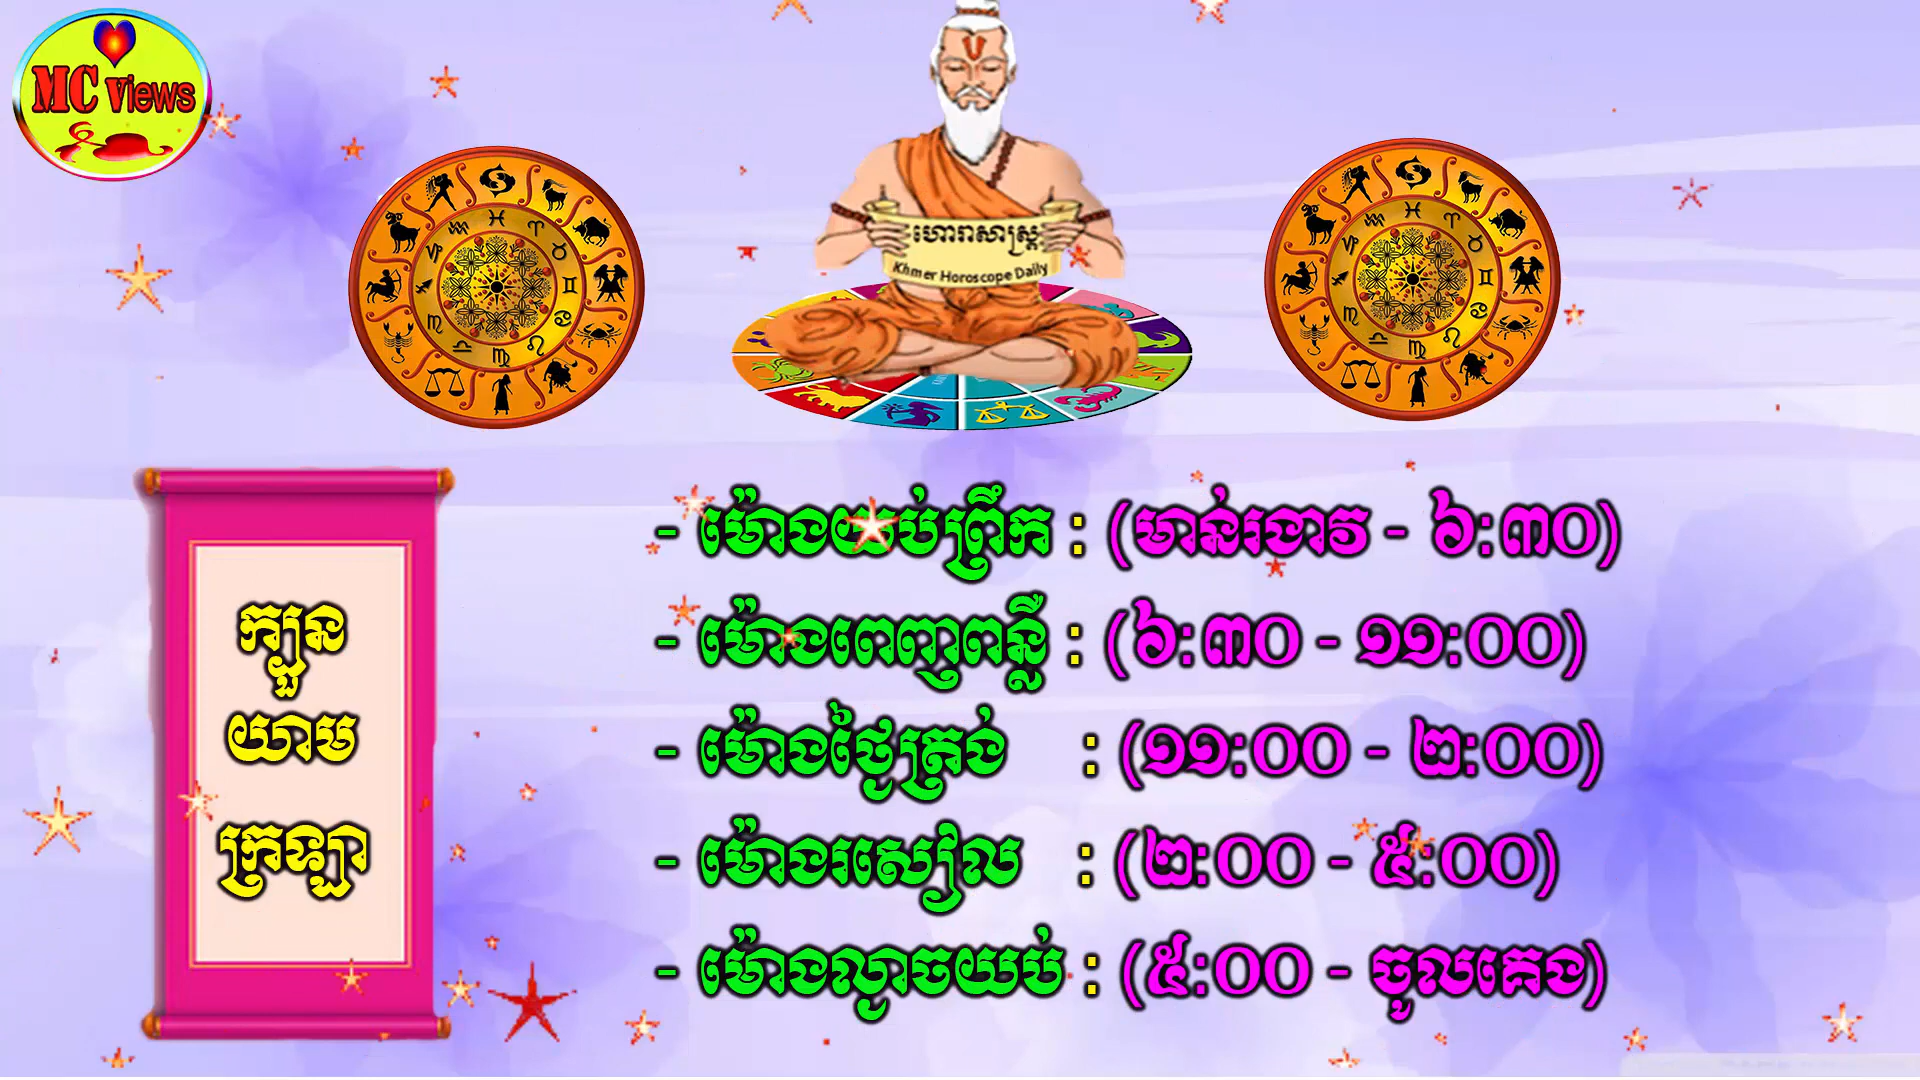 MC Views
ហោរាសាស្ត្រ
Khmer Horoscope Daily
ក្បួន
យាម
ក្រឡា
- ម៉ោងយប់ព្រឹក : (មាន់រងាវ - ៦:៣០)
- ម៉ោងពេញពន្លឺ : (៦:៣០ - ១១:០០)
- ម៉ោងថ្ងៃត្រង់ : (១១:០០ - ២:០០)
- ម៉ោងរសៀល : (២:០០ - ៥:០០)
- ម៉ោងល្ងាចយប់ : (៥:០០ - ចូលគេង)